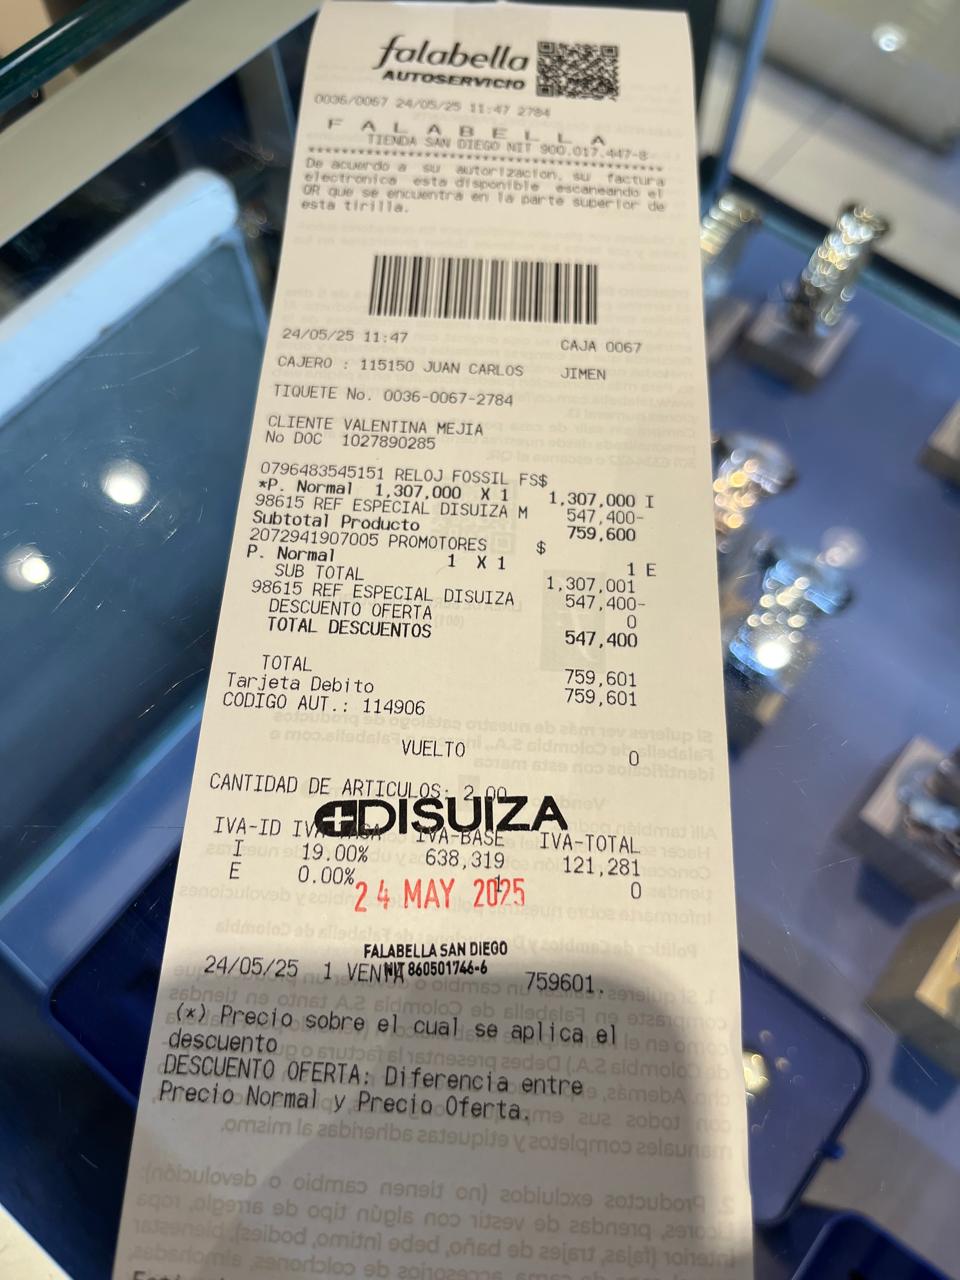 falabella
AUTOSERVICIO
0036/0067 24/05/25 11:47 2784
F A L A B E L L A
TIENDA SAN DIEGO NIT 900.017.447-8
****************************************
De acuerdo a su autorizacion, su factura
electronica esta disponible escaneando el
QR que se encuentra en la parte superior de
esta tirilla.
24/05/25 11:47 CAJA 0067
CAJERO : 115150 JUAN CARLOS JIMEN
TIQUETE No. 0036-0067-2784
CLIENTE VALENTINA MEJIA
No DOC 1027890285
0796483545151 RELOJ FOSSIL FS$
*P. Normal 1,307,000 X 1 1,307,000 I
98615 REF ESPECIAL DISUIZA M 547,400-
Subtotal Producto 759,600
2072941907005 PROMOTORES $
P. Normal 1 X 1 1 E
SUB TOTAL 1,307,001
98615 REF ESPECIAL DISUIZA 547,400-
DESCUENTO OFERTA 0
TOTAL DESCUENTOS 547,400
TOTAL 759,601
Tarjeta Debito 759,601
CODIGO AUT.: 114906
VUELTO 0
CANTIDAD DE ARTICULOS: 2.00
DISUIZA
IVA-ID IVA-TASA IVA-BASE IVA-TOTAL
I 19.00% 638,319 121,281
E 0.00% 1 0
24 MAY 2025
FALABELLA SAN DIEGO
NIT 860501746-6
24/05/25 1 VENTA 759601.
(*) Precio sobre el cual se aplica el
descuento
DESCUENTO OFERTA: Diferencia entre
Precio Normal y Precio Oferta.